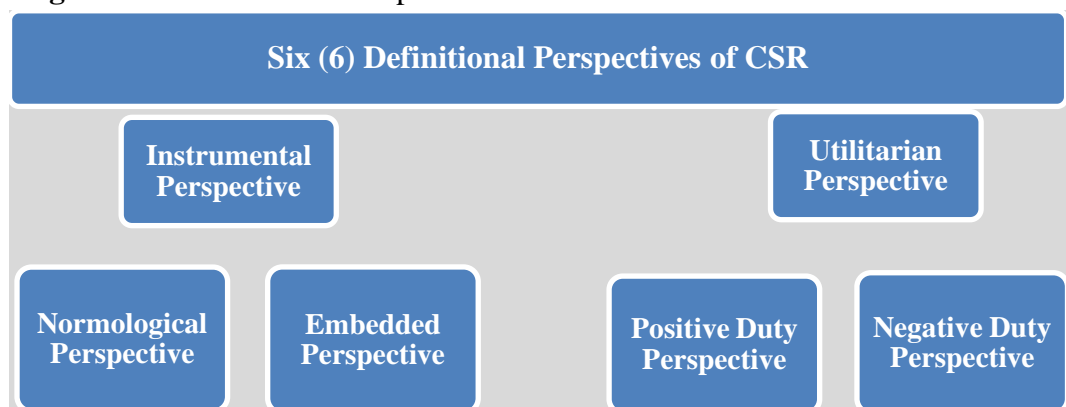 Six (6) Definitional Perspectives of CSR
Instrumental
Perspective
Utilitarian
Perspective
Normological
Perspective
Embedded
Perspective
Positive Duty
Perspective
Negative Duty
Perspective